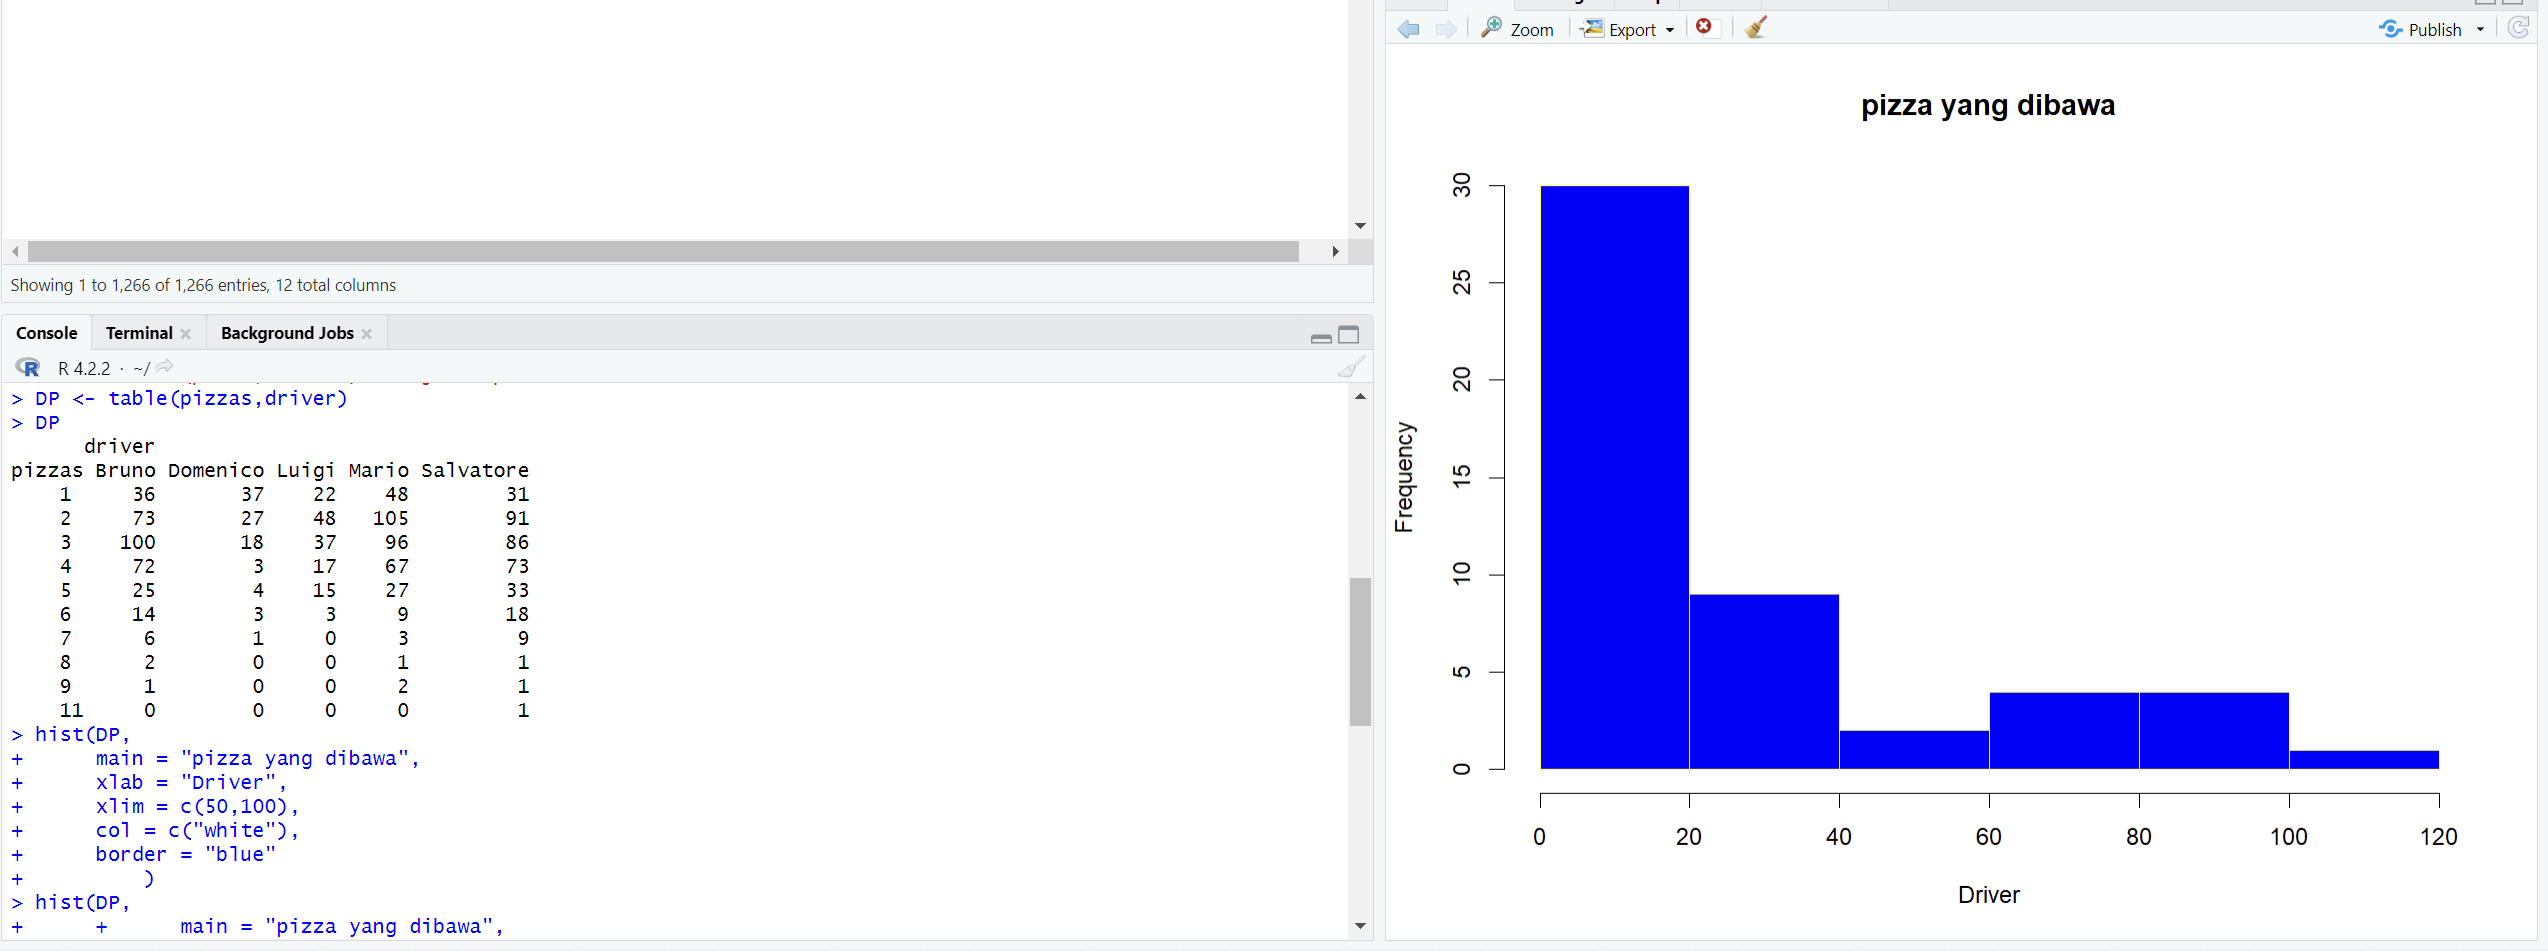 Showing 1 to 1,266 of 1,266 entries, 12 total columns
Console Terminal Background Jobs
R 4.2.2 · ~/
> DP <- table(pizzas,driver)
> DP
      driver
pizzas Bruno Domenico Luigi Mario Salvatore
    1     36       37    22    48        31
    2     73       27    48   105        91
    3    100       18    37    96        86
    4     72        3    17    67        73
    5     25        4    15    27        33
    6     14        3     3     9        18
    7      6        1     0     3         9
    8      2        0     0     1         1
    9      1        0     0     2         1
    11     0        0     0     0         1
> hist(DP,
+      main = "pizza yang dibawa",
+      xlab = "Driver",
+      xlim = c(50,100),
+      col = c("white"),
+      border = "blue"
+          )
> hist(DP,
+      +      main = "pizza yang dibawa",
Zoom Export Publish
pizza yang dibawa
30
25
20
15
10
5
0
Frequency
0 20 40 60 80 100 120
Driver